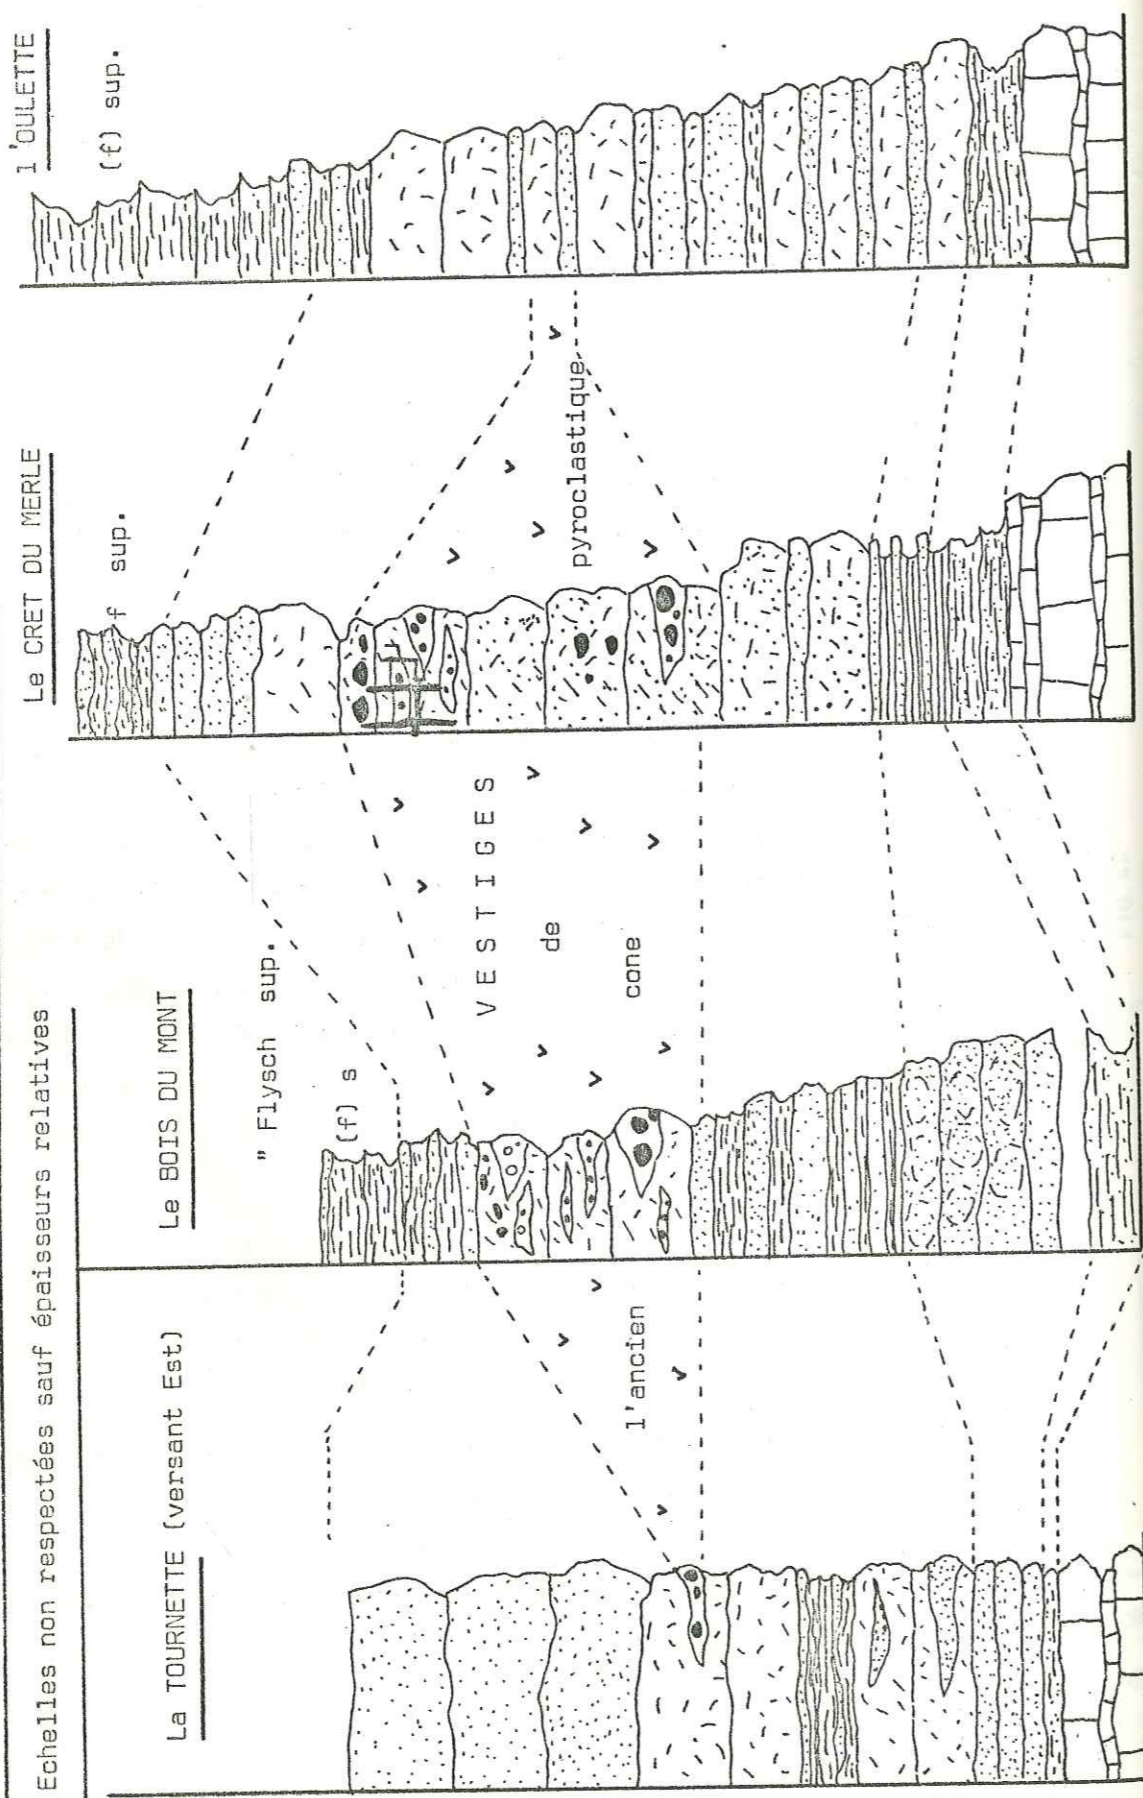 Echelles non respectées sauf épaisseurs relatives
La TOURNETTE (versant Est)
Le BOIS DU MONT
Le CRET DU MERLE
l'OULETTE
" Flysch sup.
(f) s
f sup.
(f) sup.
VESTIGES
de
cone
pyroclastique
l'ancien